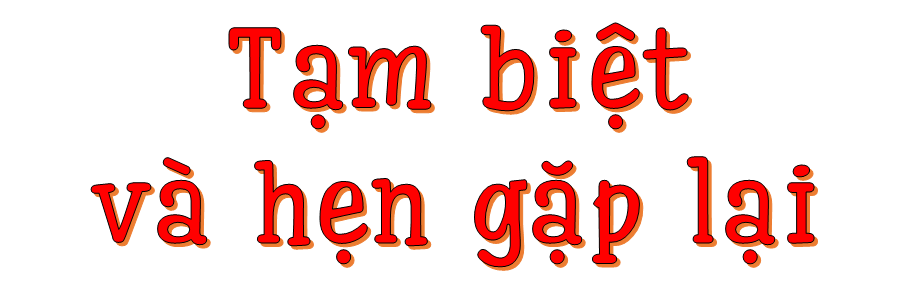 Tạm biệt
và hẹn gặp lại